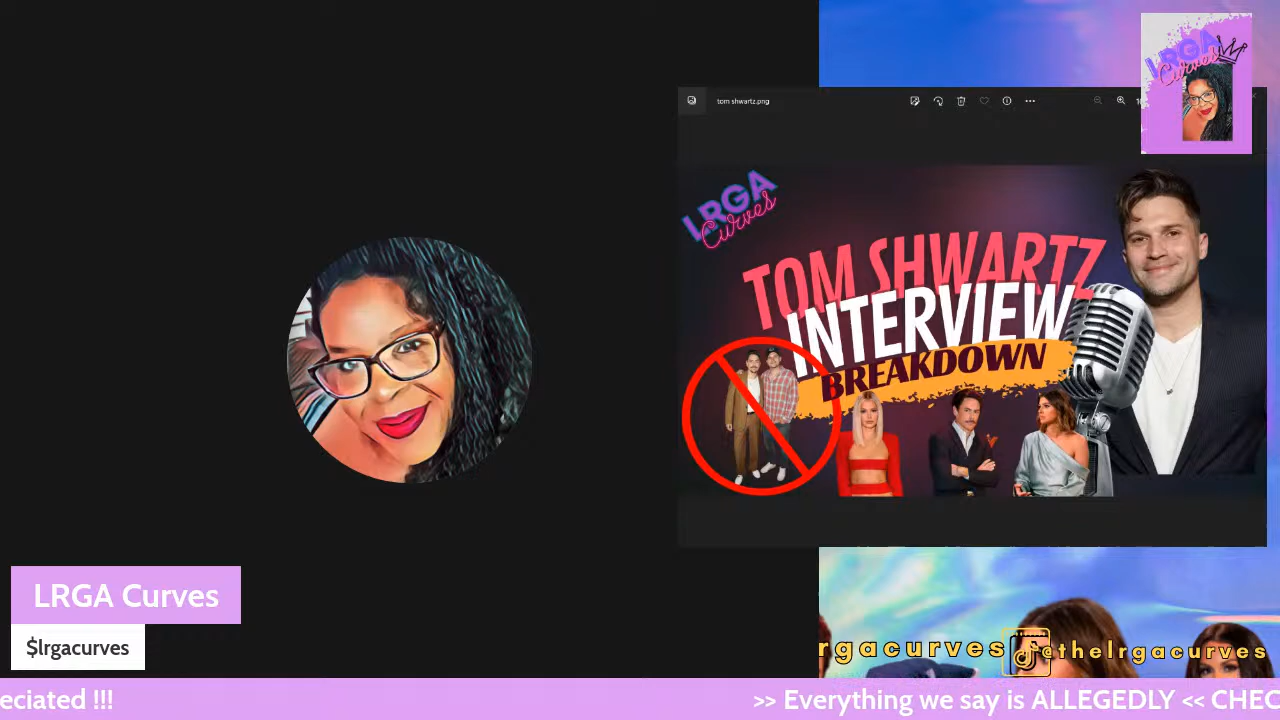 LRGA
Curves
tom shwartz.png
LRGA
Curves
TOM SHWARTZ
INTERVIEW
BREAKDOWN
LRGA Curves
$lrgacurves
rgacurves
@thelrgacurves
eciated !!!
>> Everything we say is ALLEGEDLY << CHEC